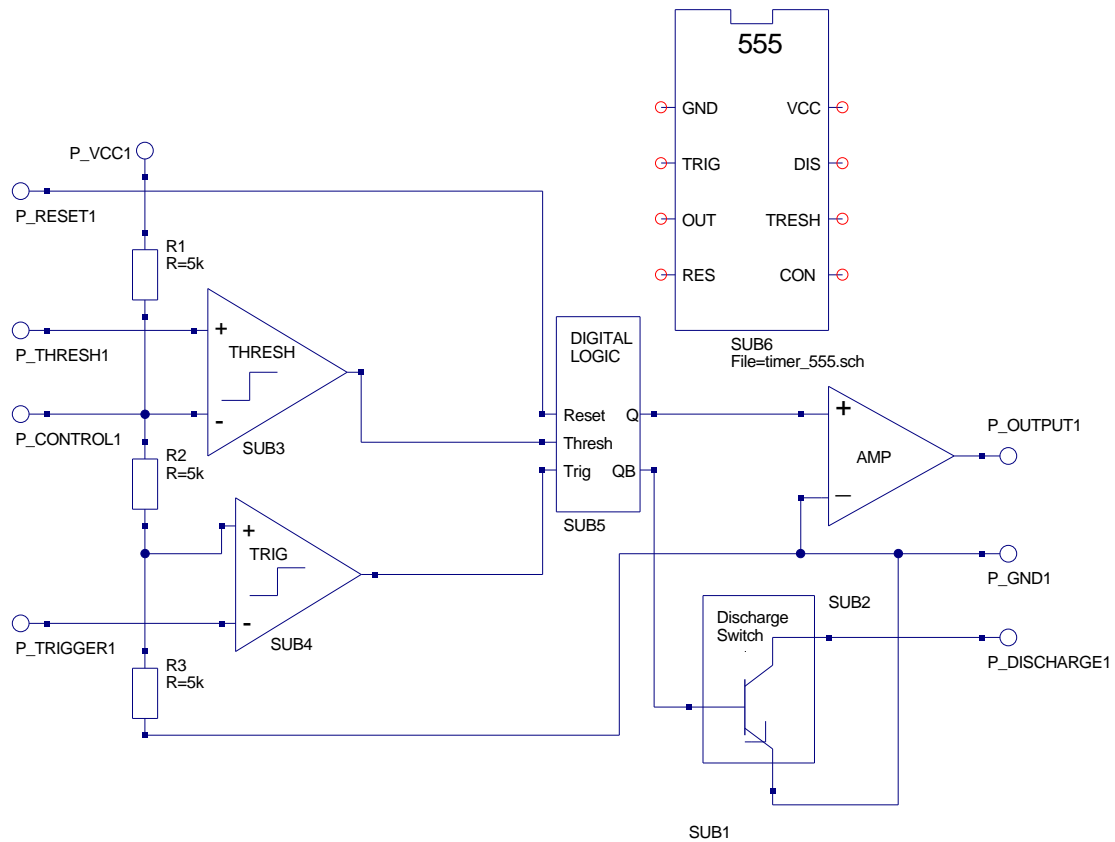 555
GND
VCC
TRIG
DIS
OUT
TRESH
RES
CON
SUB6
File=timer_555.sch
P_VCC1
P_RESET1
R1
R=5k
P_THRESH1
+
THRESH
-
SUB3
P_CONTROL1
R2
R=5k
+
TRIG
-
SUB4
P_TRIGGER1
R3
R=5k
DIGITAL
LOGIC
Reset Q
Thresh
Trig QB
SUB5
+
AMP
–
P_OUTPUT1
P_GND1
SUB2
Discharge
Switch
P_DISCHARGE1
SUB1